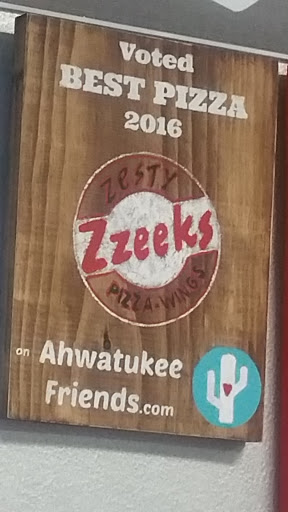 Voted
BEST PIZZA
2016
ZESTY
Zzeeks
PIZZA-WINGS
on Ahwatukee
Friends.com